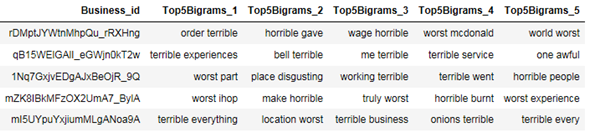 Business_id Top5Bigrams_1 Top5Bigrams_2 Top5Bigrams_3 Top5Bigrams_4 Top5Bigrams_5
rDMptJYWtnMhpQu_rRXHng order terrible horrible gave wage horrible worst mcdonald world worst
qB15WElGAll_eGWjn0kT2w terrible experiences bell terrible me terrible terrible service one awful
1Nq7GxjvEDgAJxBeOjR_9Q worst part place disgusting working terrible terrible went horrible people
mZK8IBkMFzOX2UmA7_BylA worst ihop make horrible truly worst horrible burnt worst experience
mI5UYpuYxjiumMLgANoa9A terrible everything location worst terrible business onions terrible terrible every